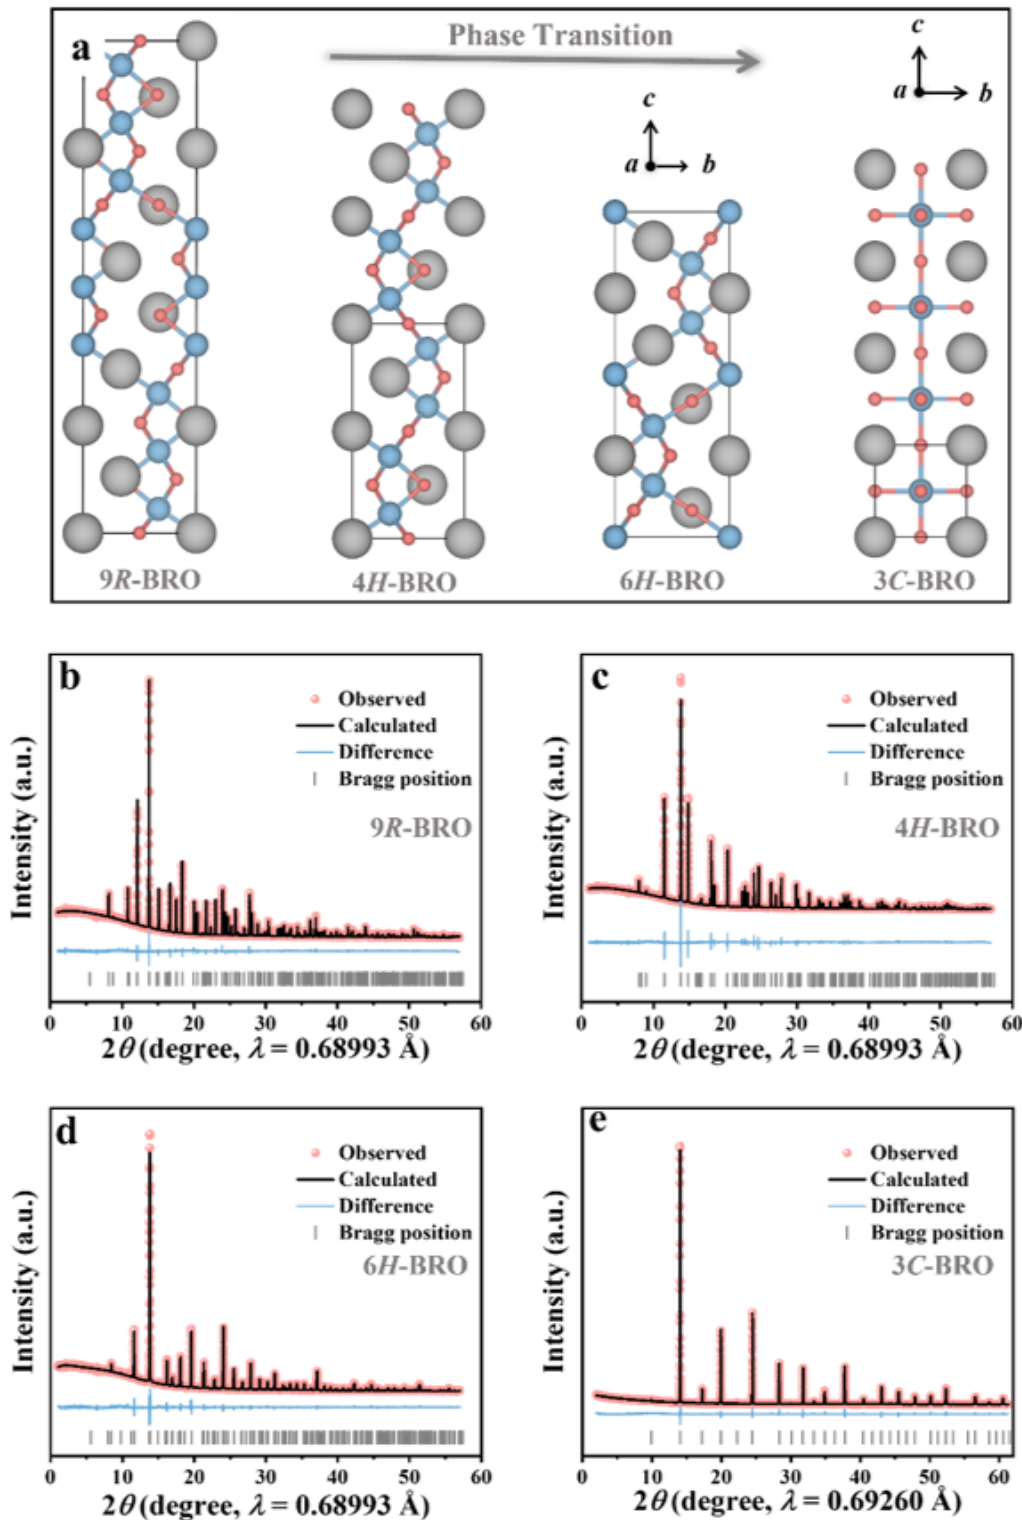 a
Phase Transition
c
a
b
c
a
b
9R-BRO
4H-BRO
6H-BRO
3C-BRO
b
Observed
Calculated
Difference
Bragg position
9R-BRO
Intensity (a.u.)
0
10
20
30
40
50
60
2θ (degree, λ = 0.68993 Å)
c
Observed
Calculated
Difference
Bragg position
4H-BRO
Intensity (a.u.)
0
10
20
30
40
50
60
2θ (degree, λ = 0.68993 Å)
d
Observed
Calculated
Difference
Bragg position
6H-BRO
Intensity (a.u.)
0
10
20
30
40
50
60
2θ (degree, λ = 0.68993 Å)
e
Observed
Calculated
Difference
Bragg position
3C-BRO
Intensity (a.u.)
0
10
20
30
40
50
60
2θ (degree, λ = 0.69260 Å)